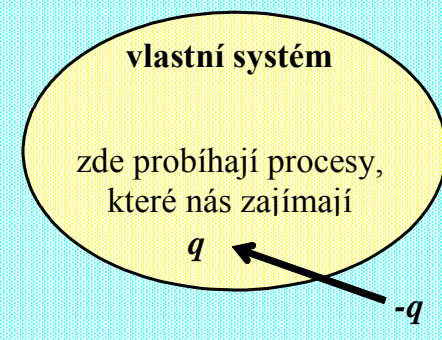 vlastní systém
zde probíhají procesy,
které nás zajímají
q
-q